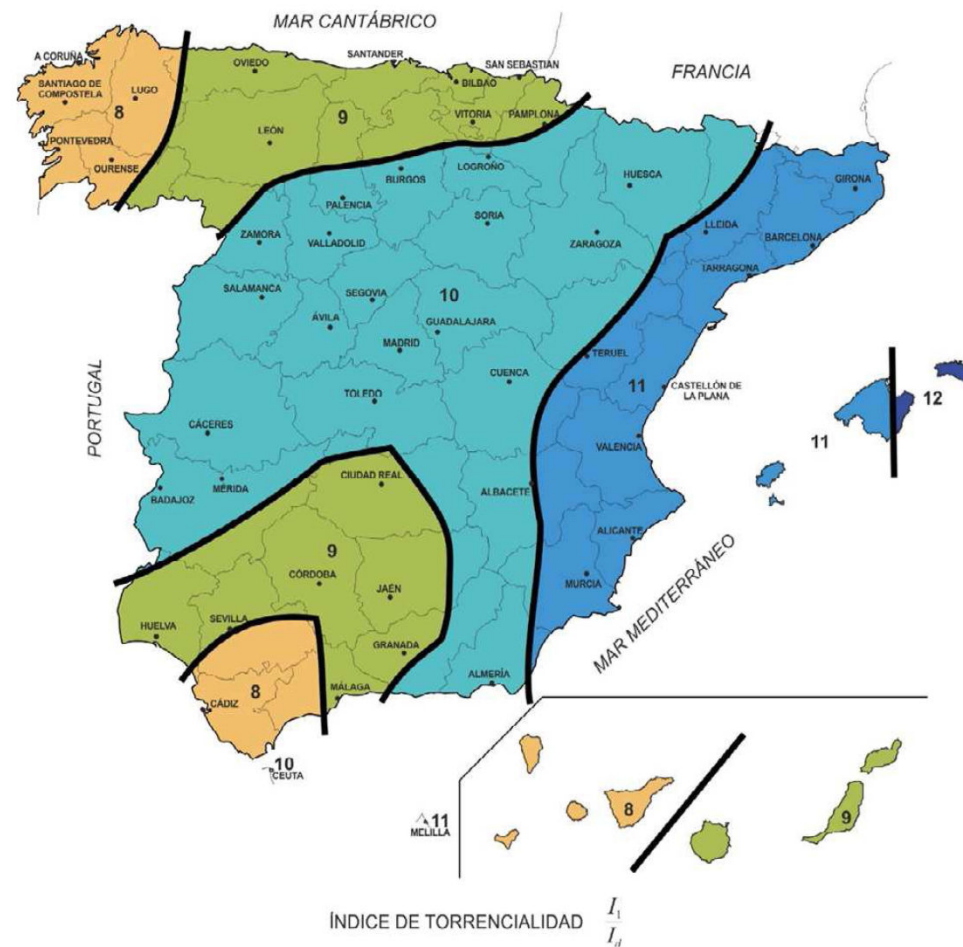 MAR CANTÁBRICO
A CORUÑA
SANTIAGO DE
COMPOSTELA
LUGO
8
PONTEVEDRA
OURENSE
OVIEDO
SANTANDER
SAN SEBASTIÁN
BILBAO
FRANCIA
LEÓN
9
VITORIA
PAMPLONA
LOGROÑO
BURGOS
PALENCIA
HUESCA
GIRONA
ZAMORA
VALLADOLID
SORIA
ZARAGOZA
LLEIDA
BARCELONA
TARRAGONA
SALAMANCA
SEGOVIA
10
ÁVILA
GUADALAJARA
MADRID
TERUEL
CUENCA
11
CASTELLÓN DE
LA PLANA
12
PORTUGAL
TOLEDO
CÁCERES
VALENCIA
11
MÉRIDA
BADAJOZ
CIUDAD REAL
ALBACETE
ALICANTE
MAR MEDITERRÁNEO
9
CÓRDOBA
JAÉN
MURCIA
HUELVA
SEVILLA
GRANADA
8
CÁDIZ
MÁLAGA
ALMERÍA
10
CEUTA
11
MELILLA
8
9
ÍNDICE DE TORRENCIALIDAD I₁/I_d